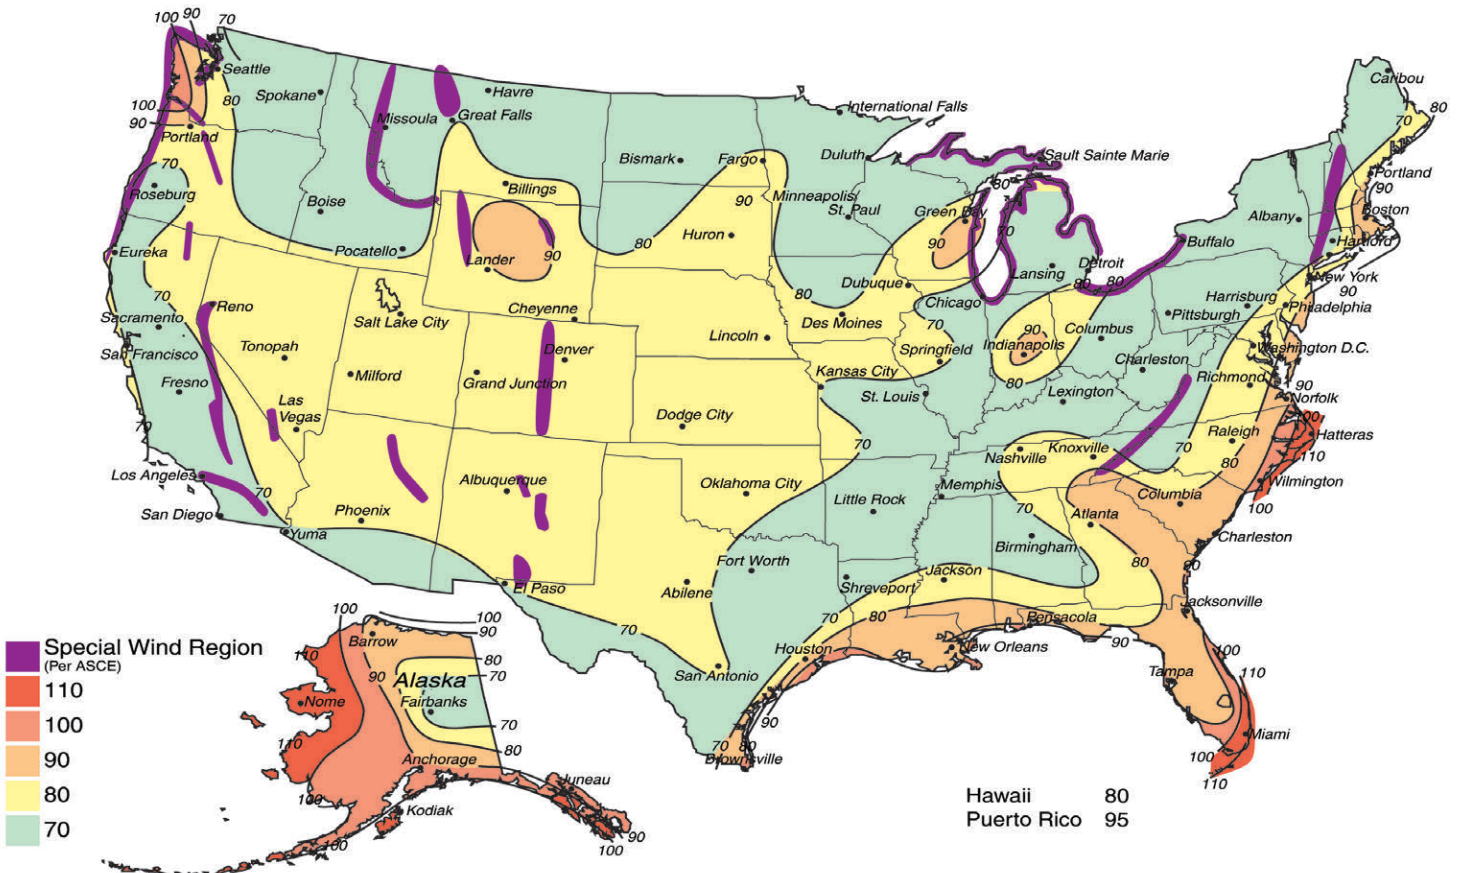 100 90 70
Seattle
Spokane
80
100
90
Portland
70
Roseburg
Boise
Missoula
Havre
Great Falls
Billings
Pocatello
Lander
90
Eureka
70
Sacramento
San Francisco
Fresno
70
Reno
Tonopah
Las
Vegas
Salt Lake City
Milford
Cheyenne
Denver
Grand Junction
Los Angeles
70
San Diego
Yuma
Phoenix
Albuquerque
El Paso
Bismark
Fargo
90
Huron
80
Lincoln
Dodge City
Oklahoma City
Fort Worth
Abilene
70
San Antonio
International Falls
Duluth
Minneapolis
St. Paul
80
Des Moines
Dubuque
Kansas City
70
St. Louis
Springfield
70
Chicago
Green Bay
90
80
70
Sault Sainte Marie
Lansing
Detroit
80 80
90
Indianapolis
80
Columbus
Lexington
Charleston
Nashville
Knoxville
Memphis
Little Rock
70
Birmingham
Atlanta
Jackson
Shreveport
70
80
Houston
90
70 80
Brownsville
New Orleans
Pensacola
90
Caribou
80
70
Portland
90
Boston
Albany
Hartford
Buffalo
New York
90
Harrisburg
Philadelphia
Pittsburgh
Washington D.C.
Richmond
90
Norfolk
100
Hatteras
110
Raleigh
70
80
Wilmington
100
Columbia
Charleston
80
90
Jacksonville
100
110
Tampa
Miami
100
110
Special Wind Region
(Per ASCE)
110
100
90
80
70
100
100
90
Barrow
110
80
90
70
Alaska
Fairbanks
Nome
70
110
80
Anchorage
Juneau
100
Kodiak
90
100
100
Hawaii 80
Puerto Rico 95